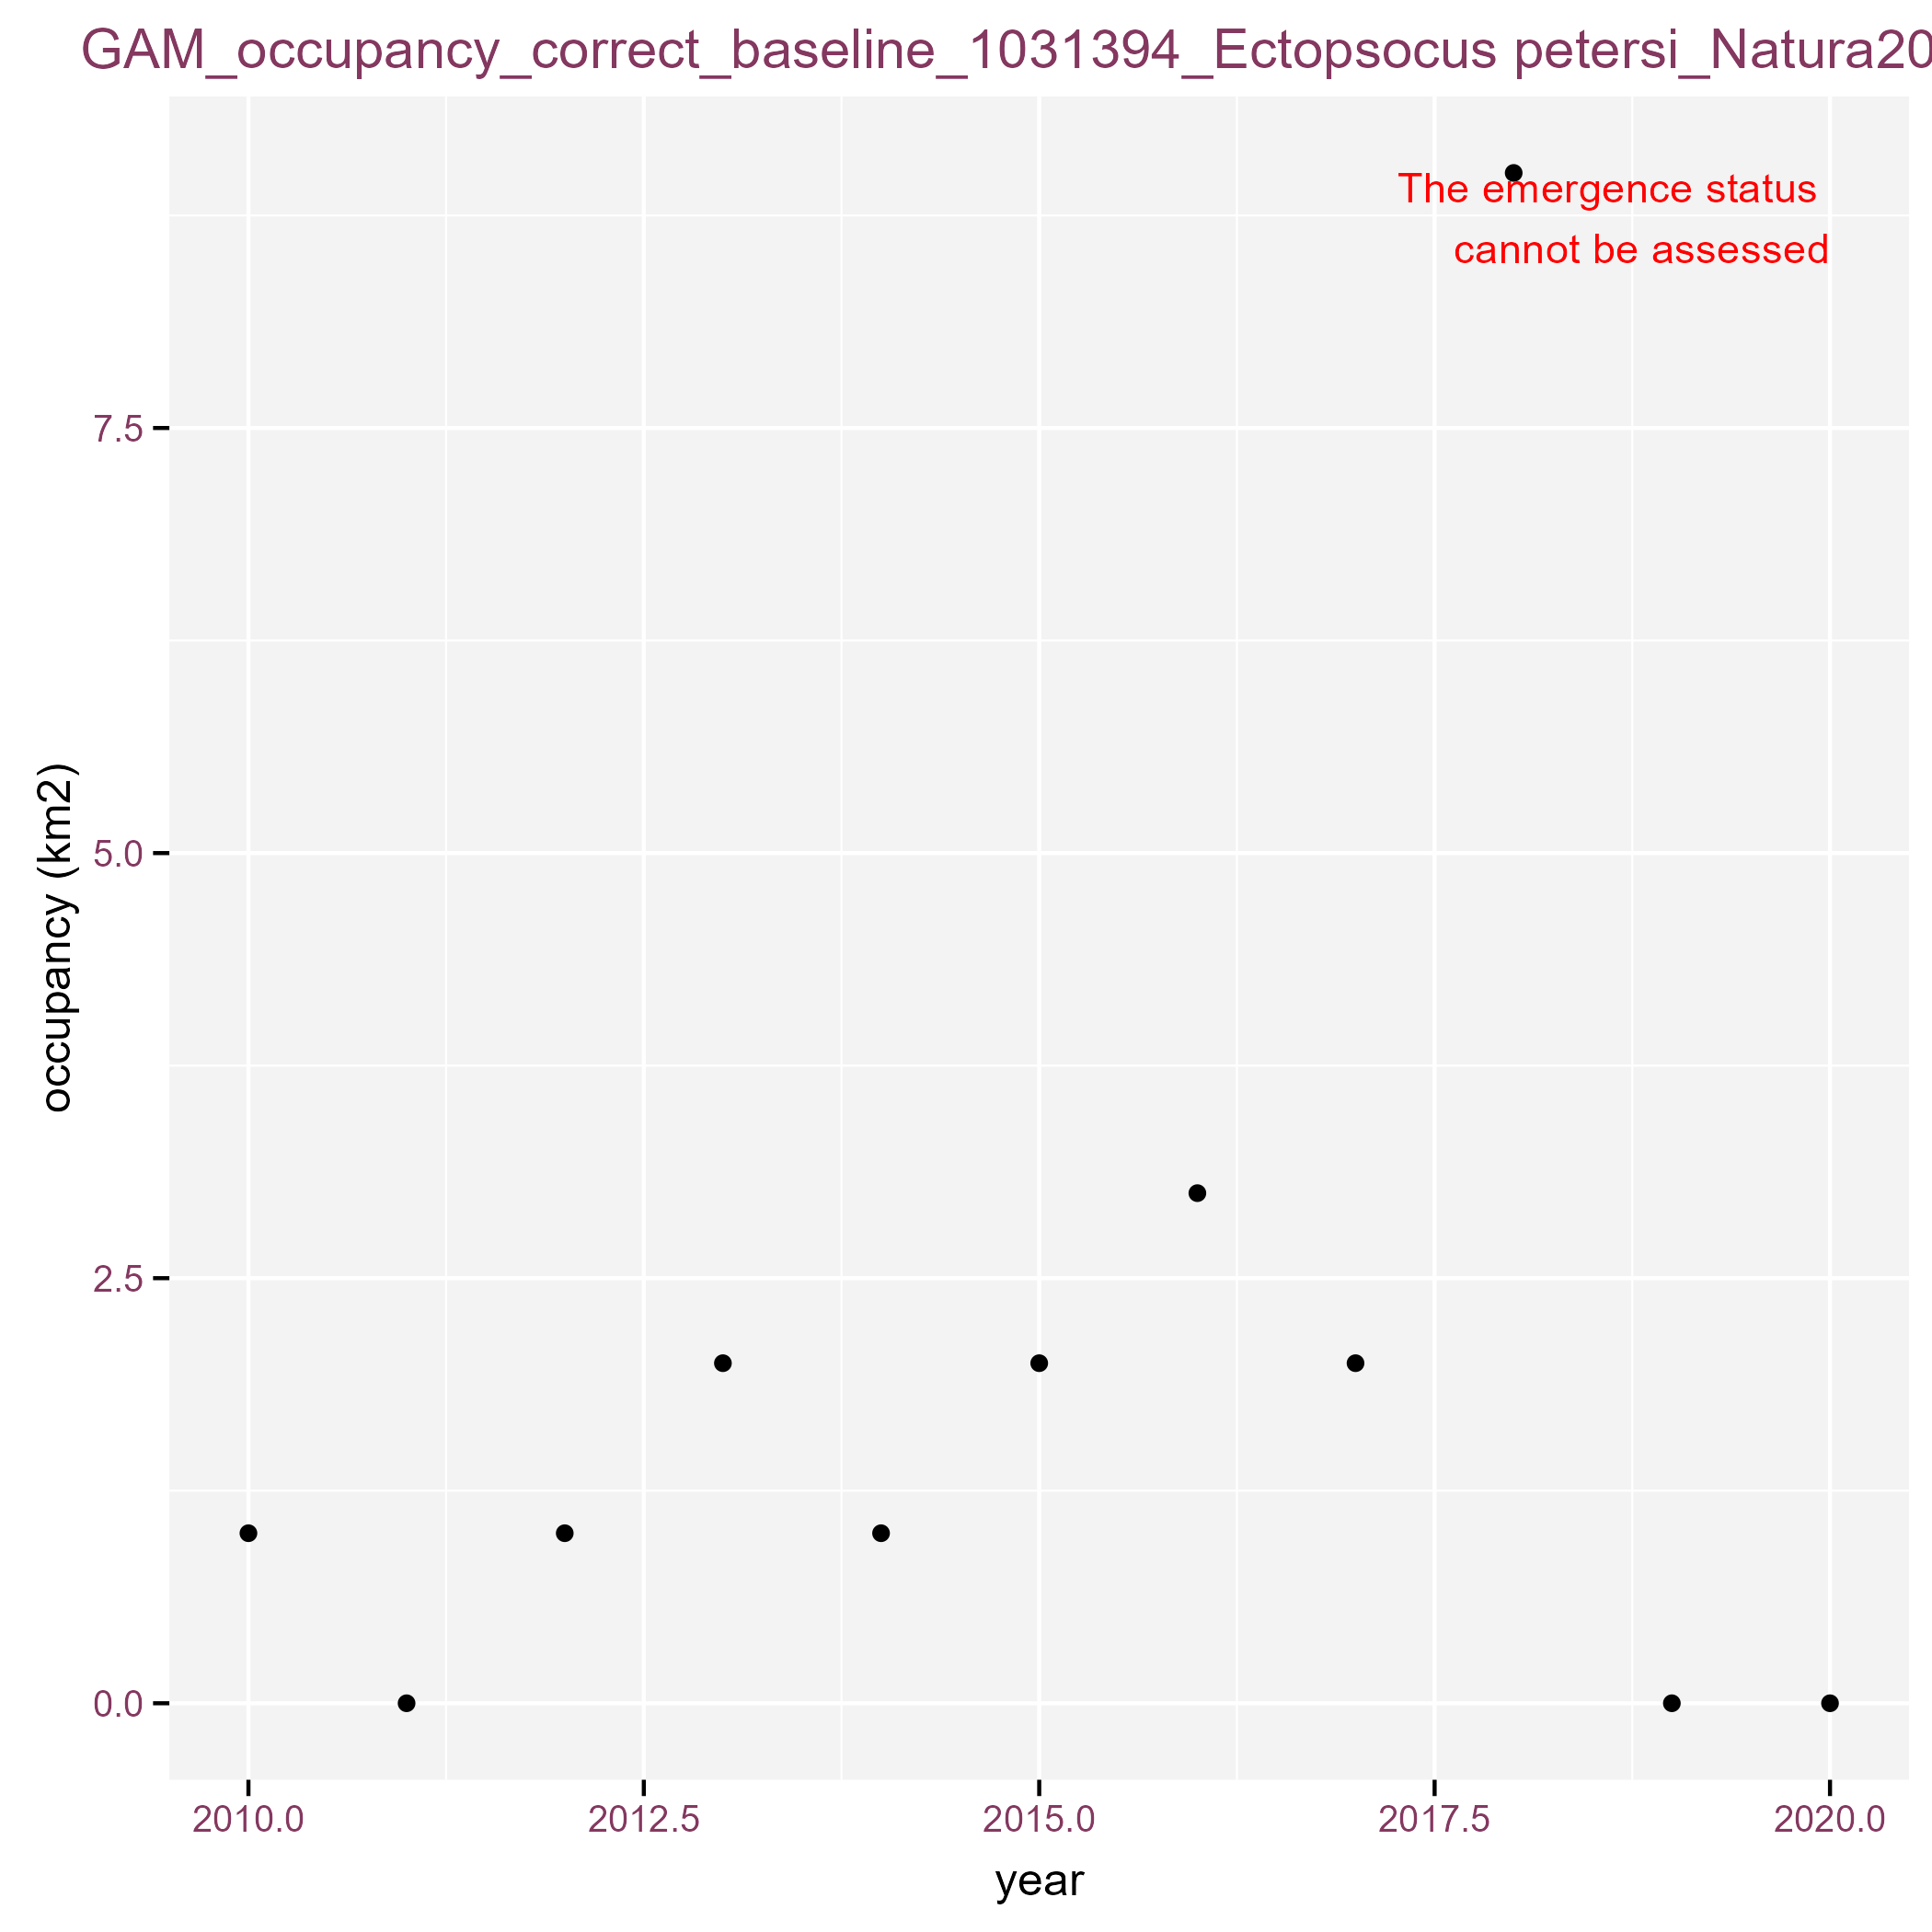 GAM_occupancy_correct_baseline_1031394_Ectopsocus petersi_Natura20
The emergence status
cannot be assessed
7.5
5.0
2.5
0.0
occupancy (km2)
2010.0 2012.5 2015.0 2017.5 2020.0
year